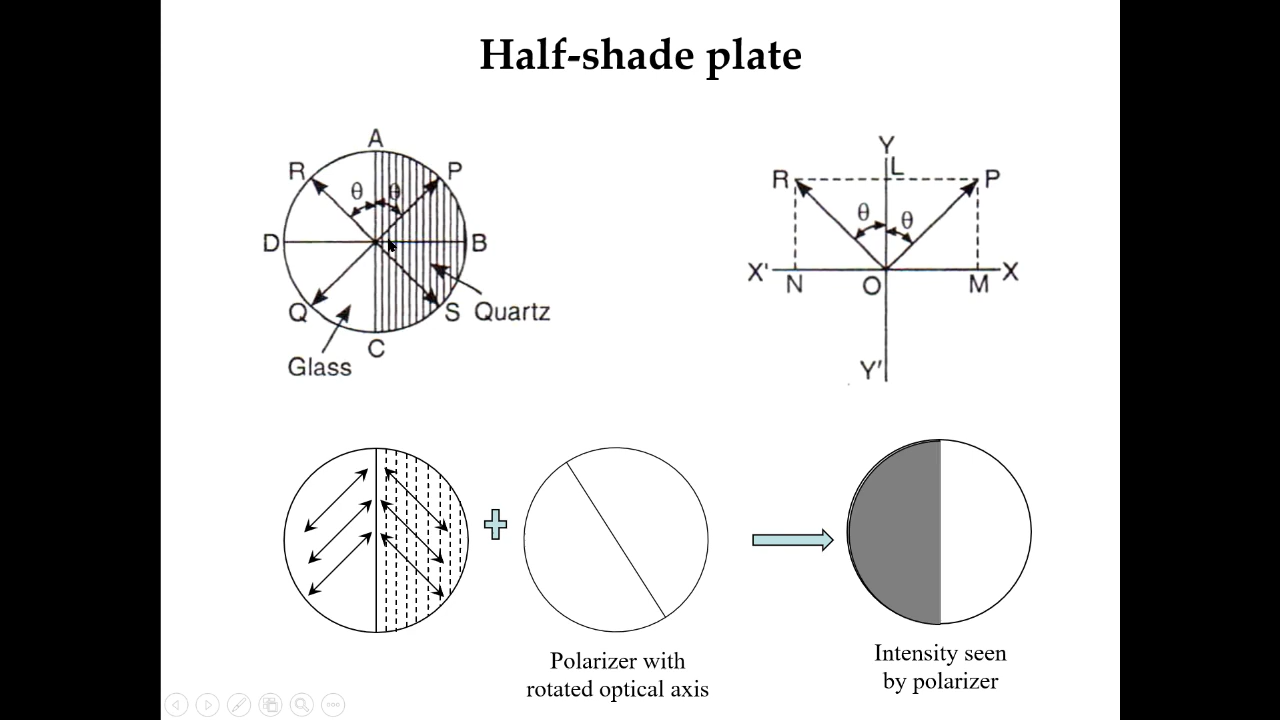 Half-shade plate
A
R
P
θ
θ
D
B
Q
S
Quartz
C
Glass
Y
L
R
P
θ
θ
X'
X
N
O
M
Y'
Polarizer with
rotated optical axis
Intensity seen
by polarizer